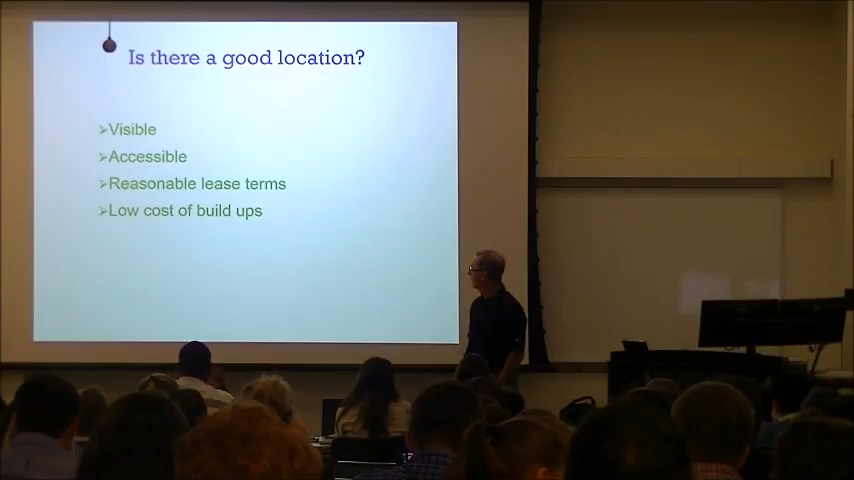 Is there a good location?
➢Visible
➢Accessible
➢Reasonable lease terms
➢Low cost of build ups